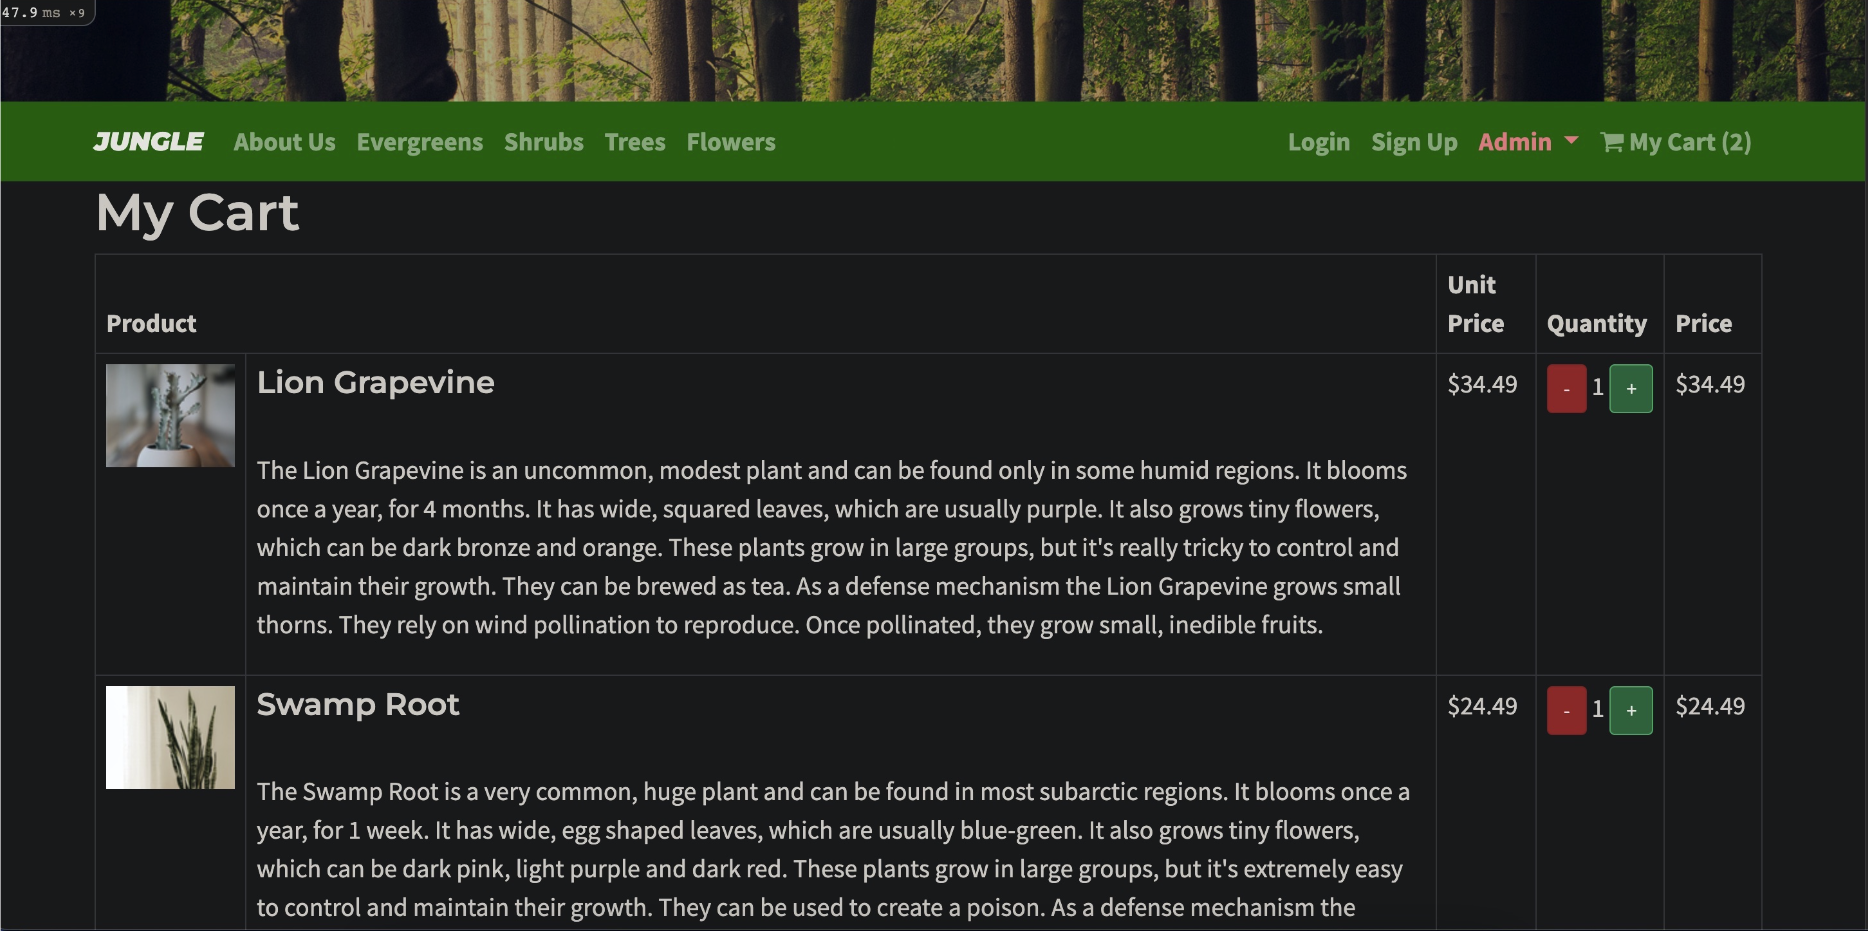 47.9 ms ×9
JUNGLE About Us Evergreens Shrubs Trees Flowers Login Sign Up Admin My Cart (2)
My Cart
Product Unit Price Quantity Price
Lion Grapevine $34.49 - 1 + $34.49
The Lion Grapevine is an uncommon, modest plant and can be found only in some humid regions. It blooms
once a year, for 4 months. It has wide, squared leaves, which are usually purple. It also grows tiny flowers,
which can be dark bronze and orange. These plants grow in large groups, but it's really tricky to control and
maintain their growth. They can be brewed as tea. As a defense mechanism the Lion Grapevine grows small
thorns. They rely on wind pollination to reproduce. Once pollinated, they grow small, inedible fruits.
Swamp Root $24.49 - 1 + $24.49
The Swamp Root is a very common, huge plant and can be found in most subarctic regions. It blooms once a
year, for 1 week. It has wide, egg shaped leaves, which are usually blue-green. It also grows tiny flowers,
which can be dark pink, light purple and dark red. These plants grow in large groups, but it's extremely easy
to control and maintain their growth. They can be used to create a poison. As a defense mechanism the